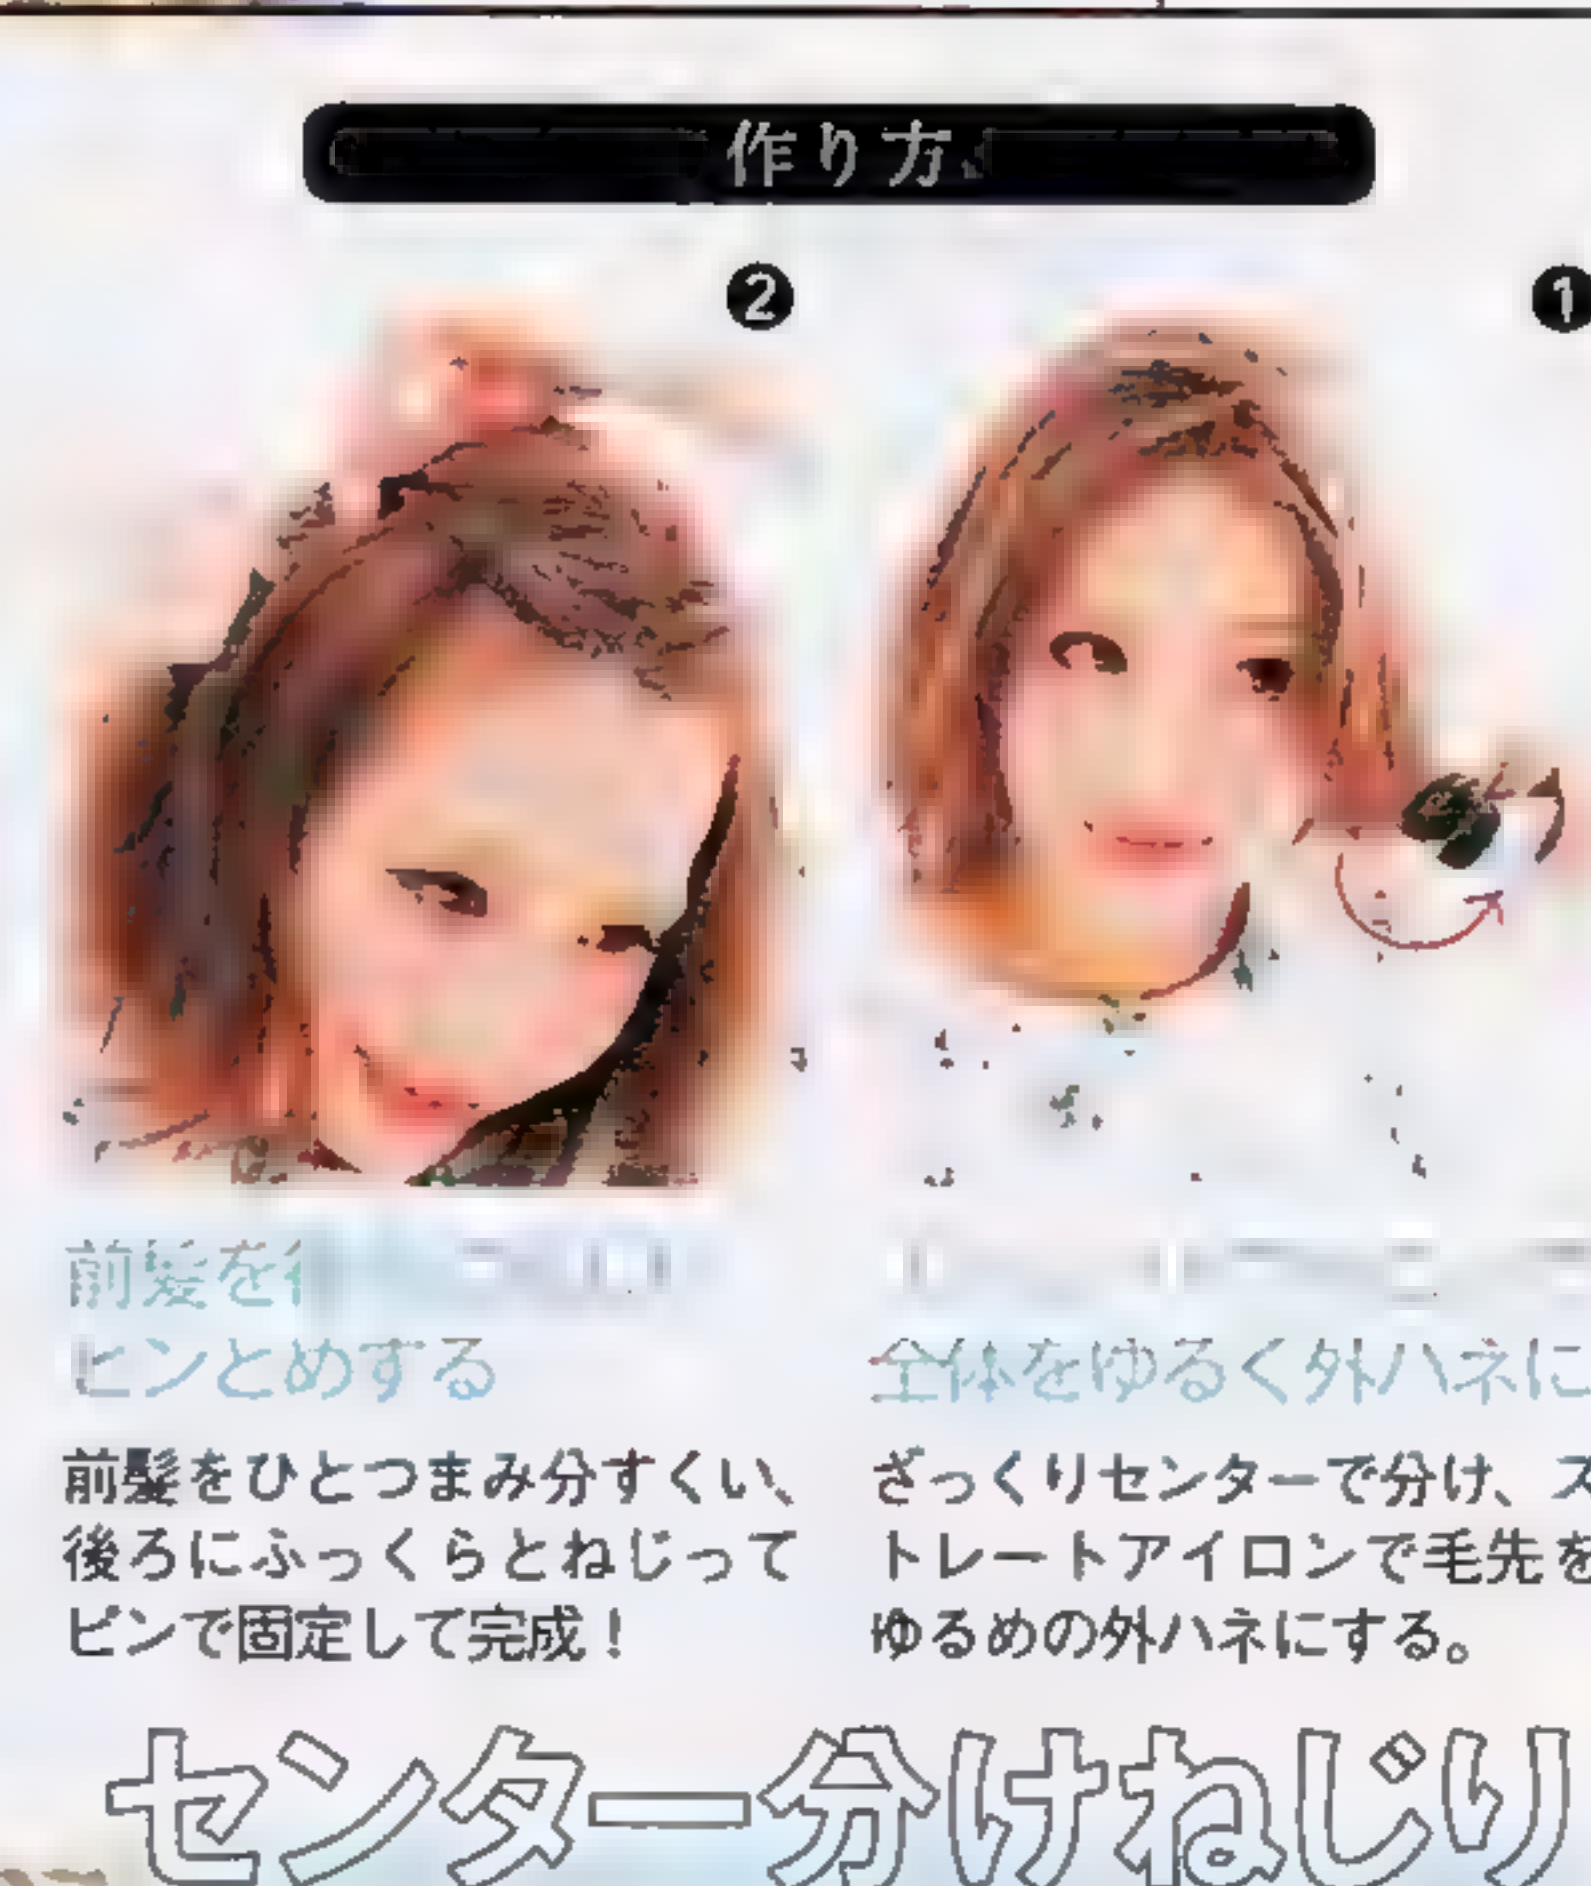 作り方
❶
全体をゆるく外ハネに
ざっくりセンターで分け、ス
トレートアイロンで毛先を
ゆるめの外ハネにする。
❷
前髪を
ピンとめする
前髪をひとつまみ分すくい、
後ろにふっくらとねじって
ピンで固定して完成！
センター分けねじり